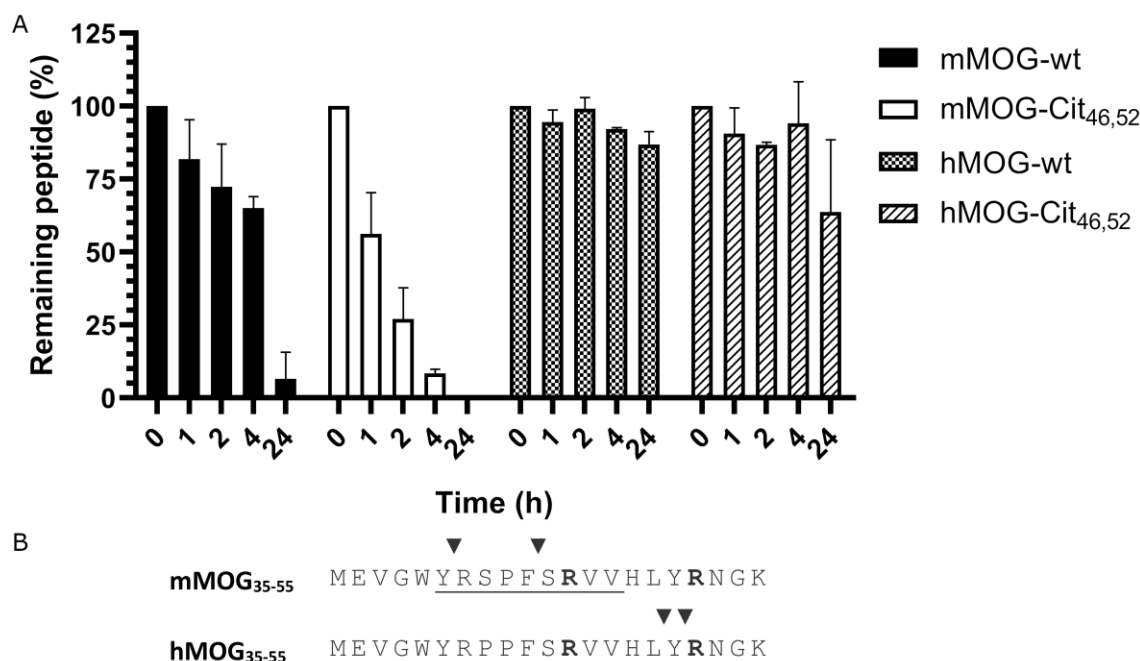 A
125
100
75
50
25
0
Remaining peptide (%)
0 1 2 4 24 0 1 2 4 24 0 1 2 4 24 0 1 2 4 24
Time (h)
mMOG-wt
mMOG-Cit46,52
hMOG-wt
hMOG-Cit46,52
B
mMOG35-55 MEVGWYRSPFSRVVHLYRNGK
hMOG35-55 MEVGWYRPPFSRVVHLYRNGK